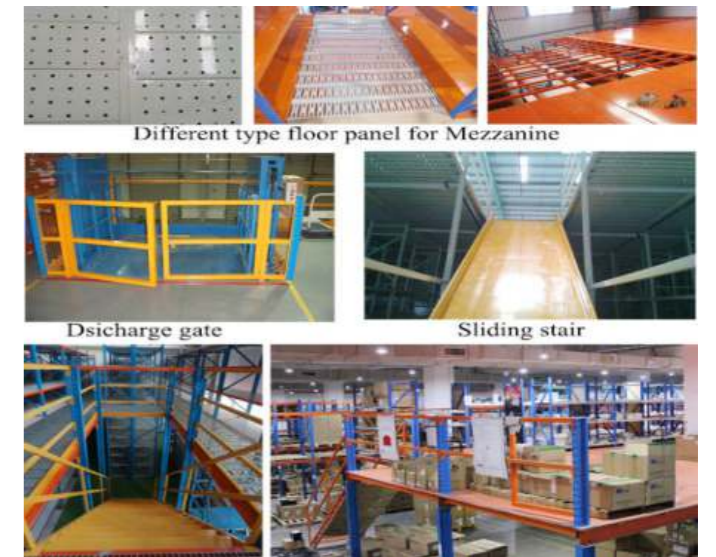 Different type floor panel for Mezzanine
Dsicharge gate
Sliding stair